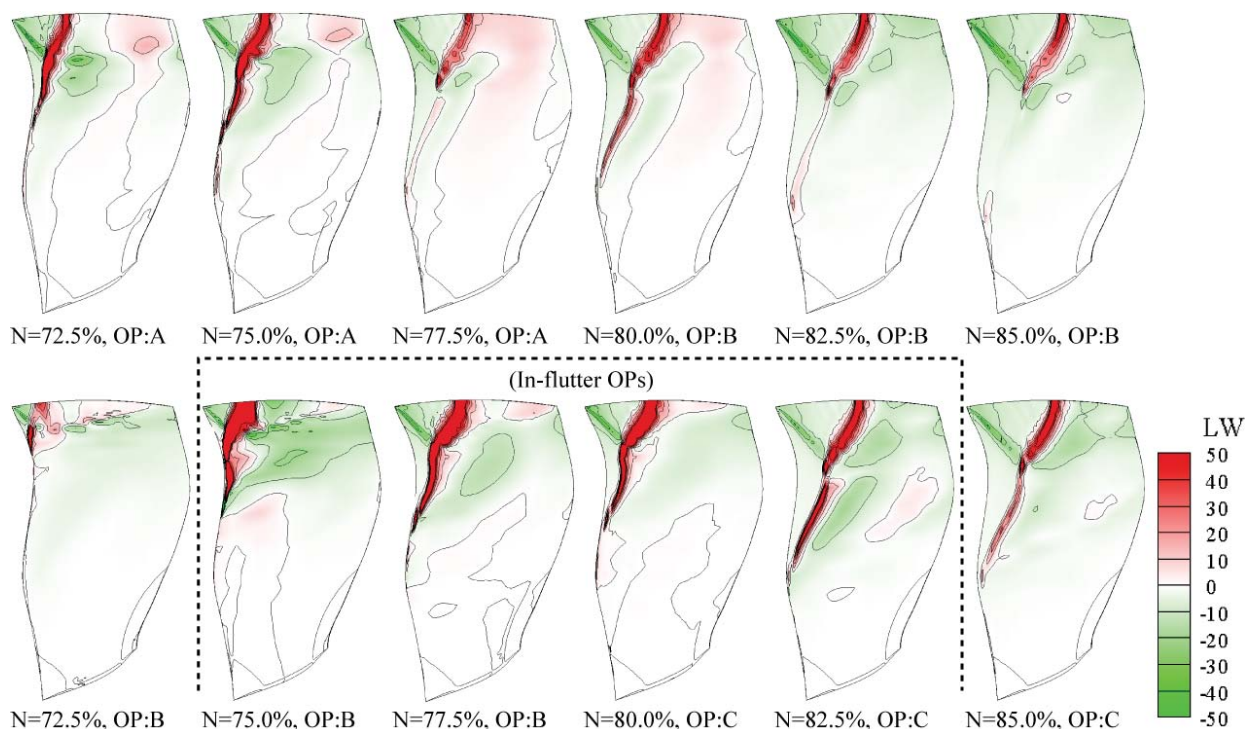 N=72.5%, OP:A
N=75.0%, OP:A
N=77.5%, OP:A
N=80.0%, OP:B
N=82.5%, OP:B
N=85.0%, OP:B
(In-flutter OPs)
LW
50
40
30
20
10
0
-10
-20
-30
-40
-50
N=72.5%, OP:B
N=75.0%, OP:B
N=77.5%, OP:B
N=80.0%, OP:C
N=82.5%, OP:C
N=85.0%, OP:C